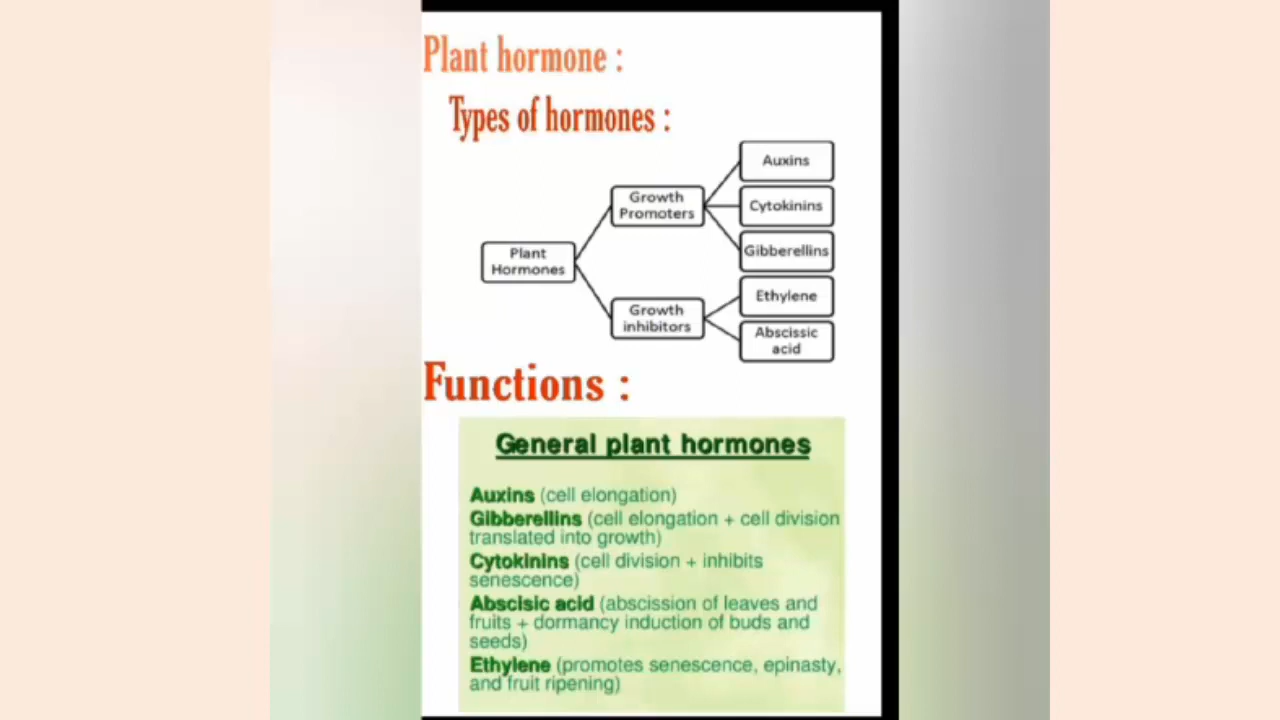 Plant hormone :
Types of hormones :
Auxins
Growth
Promoters
Cytokinins
Gibberellins
Plant
Hormones
Ethylene
Growth
inhibitors
Abscissic
acid
Functions :
General plant hormones
Auxins (cell elongation)
Gibberellins (cell elongation + cell division
translated into growth)
Cytokinins (cell division + inhibits
senescence)
Abscisic acid (abscission of leaves and
fruits + dormancy induction of buds and
seeds)
Ethylene (promotes senescence, epinasty,
and fruit ripening)